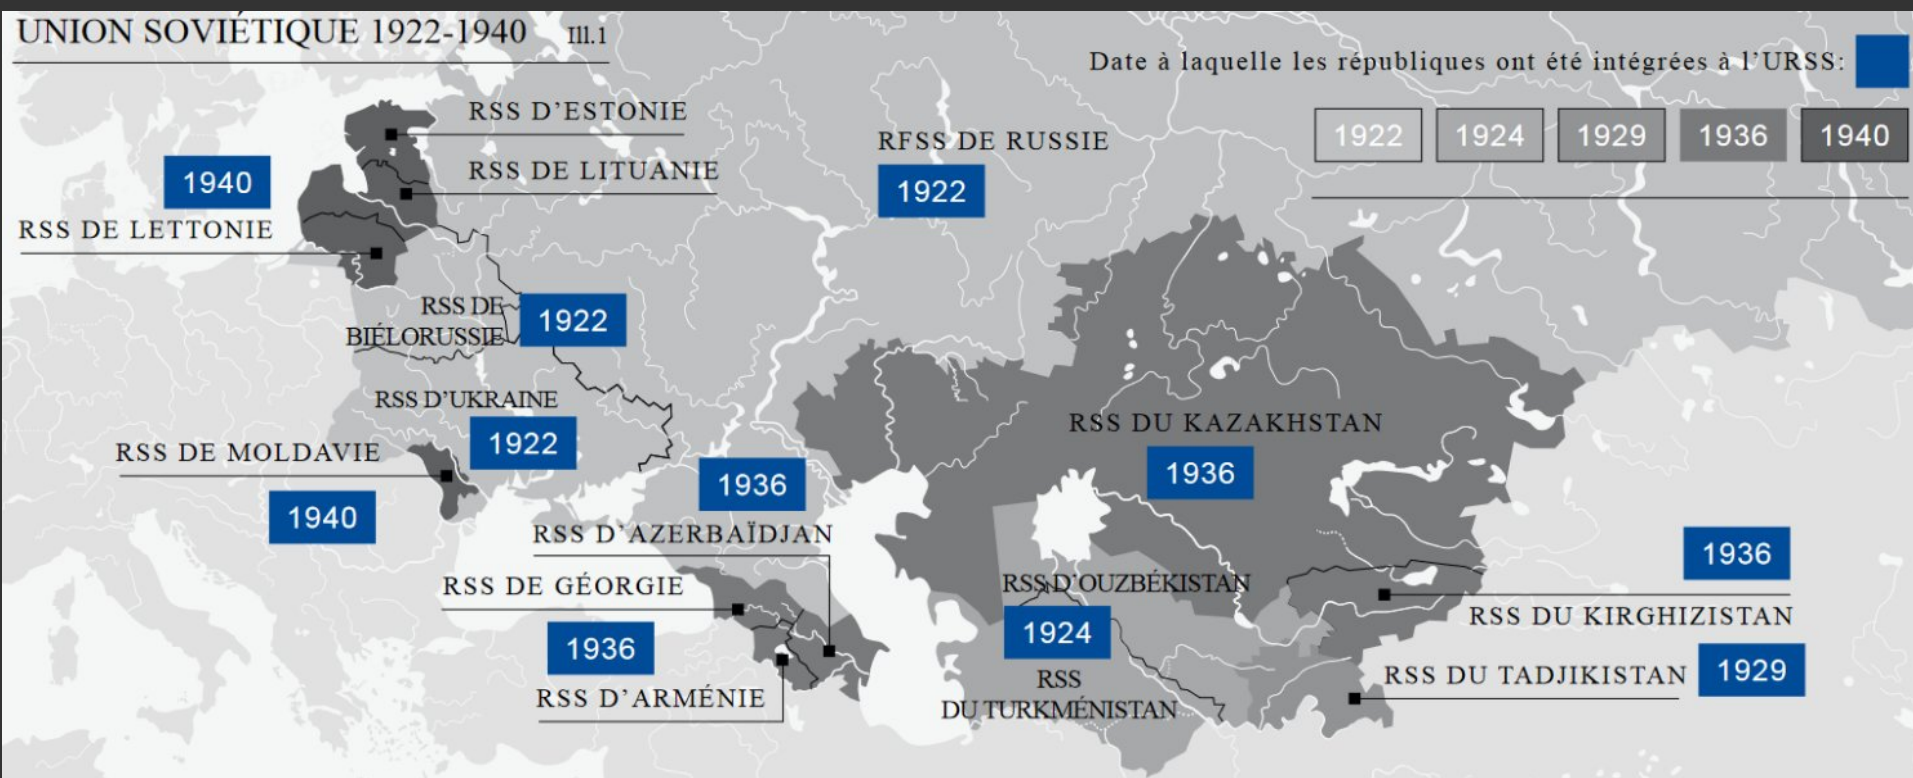 UNION SOVIÉTIQUE 1922-1940 Ill.1
Date à laquelle les républiques ont été intégrées à l'URSS:
1922 1924 1929 1936 1940
RSS D'ESTONIE
RSS DE LITUANIE
1940
RSS DE LETTONIE
RFSS DE RUSSIE
1922
RSS DE
BIÉLORUSSIE
1922
RSS D'UKRAINE
1922
RSS DE MOLDAVIE
1940
1936
RSS D'AZERBAÏDJAN
RSS DE GÉORGIE
1936
RSS D'ARMÉNIE
RSS DU KAZAKHSTAN
1936
RSS D'OUZBÉKISTAN
1924
RSS
DU TURKMÉNISTAN
1936
RSS DU KIRGHIZISTAN
RSS DU TADJIKISTAN
1929